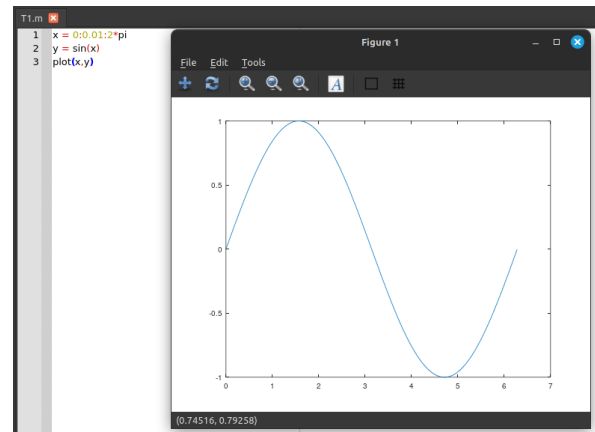 T1.m
1 x = 0:0.01:2*pi
2 y = sin(x)
3 plot(x,y)
Figure 1
File Edit Tools
A
1
0.5
0
-0.5
-1
0 1 2 3 4 5 6 7
(0.74516, 0.79258)